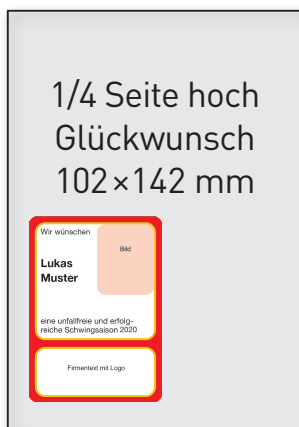 1/4 Seite hoch
Glückwunsch
102×142 mm
Wir wünschen
Bild
Lukas
Muster
eine unfallfreie und erfolg-
reiche Schwingsaison 2020
Firmentext mit Logo